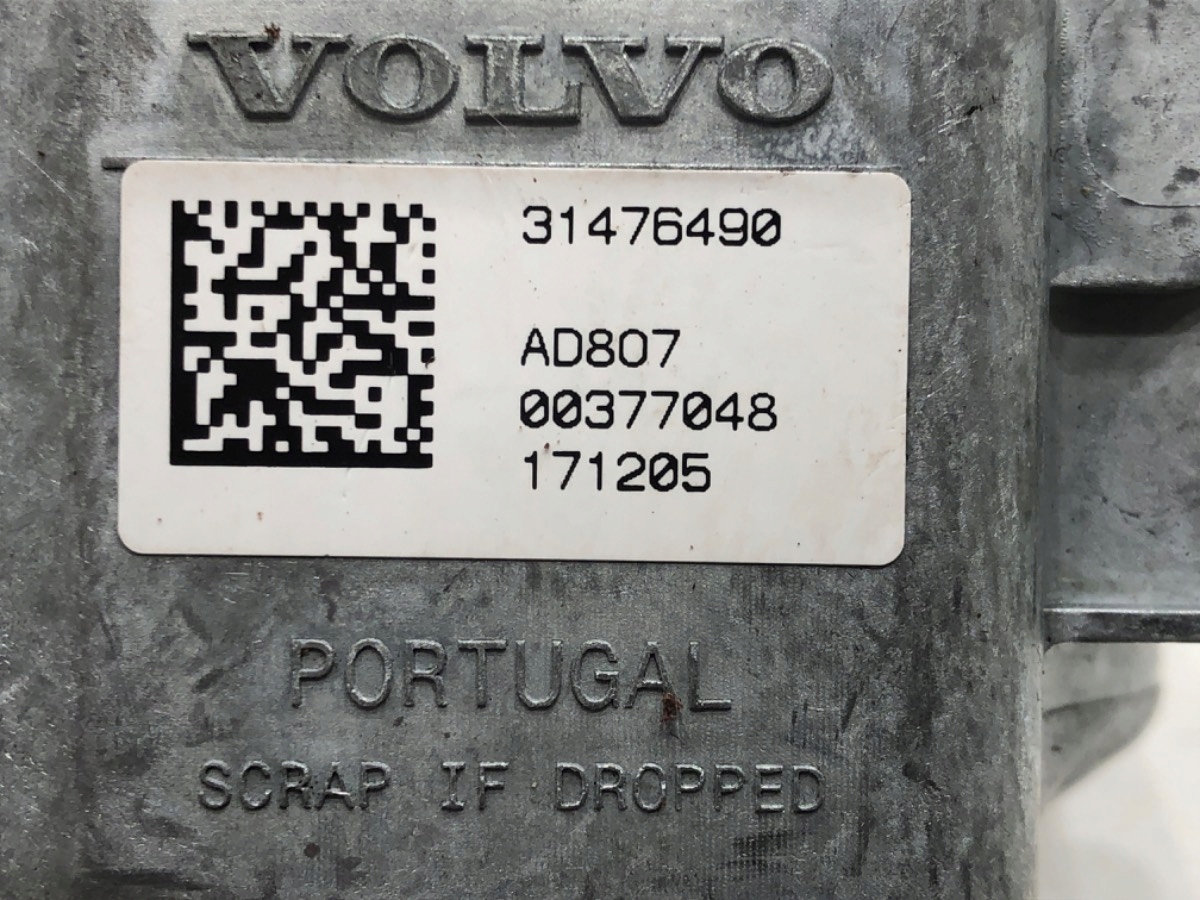 VOLVO
31476490
AD807
00377048
171205
PORTUGAL
SCRAP IF DROPPED